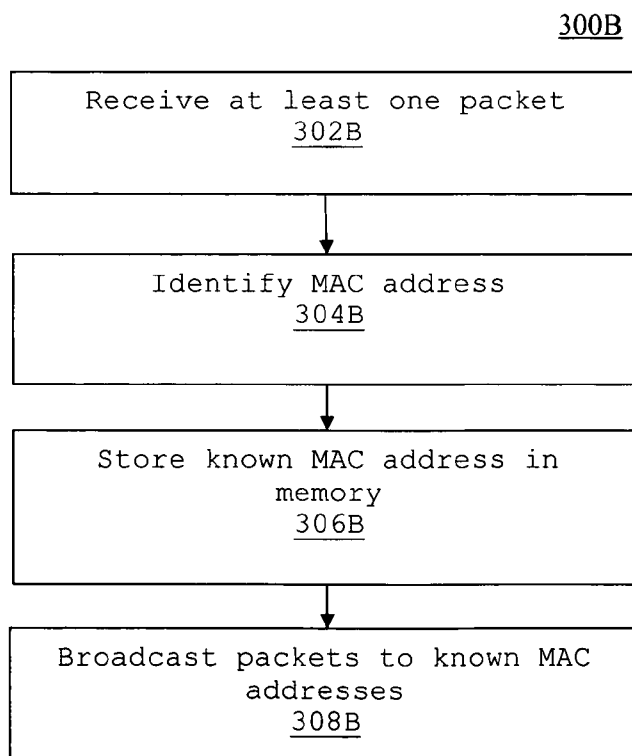 300B
Receive at least one packet
302B
Identify MAC address
304B
Store known MAC address in
memory
306B
Broadcast packets to known MAC
addresses
308B